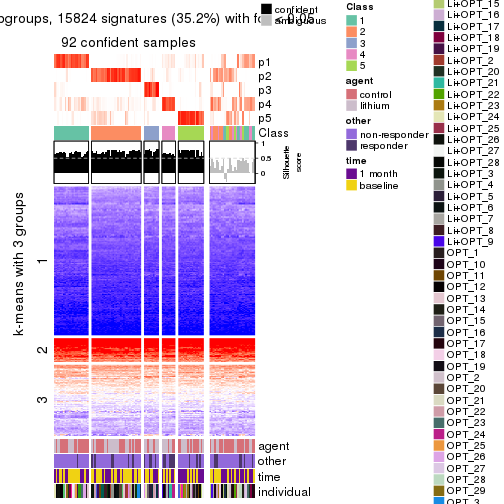 ogroups, 15824 signatures (35.2%) with fdr < 0.05
92 confident samples
p1
p2
p3
p4
p5
Class
1
0.5
0
Silhouette
score
k-means with 3 groups
1
2
3
agent
other
time
individual
confident
ambiguous
Class
1
2
3
4
5
agent
control
lithium
other
non-responder
responder
time
1 month
baseline
Li+OPT_15
Li+OPT_16
Li+OPT_17
Li+OPT_18
Li+OPT_19
Li+OPT_2
Li+OPT_20
Li+OPT_21
Li+OPT_22
Li+OPT_23
Li+OPT_24
Li+OPT_25
Li+OPT_26
Li+OPT_27
Li+OPT_28
Li+OPT_3
Li+OPT_4
Li+OPT_5
Li+OPT_6
Li+OPT_7
Li+OPT_8
Li+OPT_9
OPT_1
OPT_10
OPT_11
OPT_12
OPT_13
OPT_14
OPT_15
OPT_16
OPT_17
OPT_18
OPT_19
OPT_2
OPT_20
OPT_21
OPT_22
OPT_23
OPT_24
OPT_25
OPT_26
OPT_27
OPT_28
OPT_29